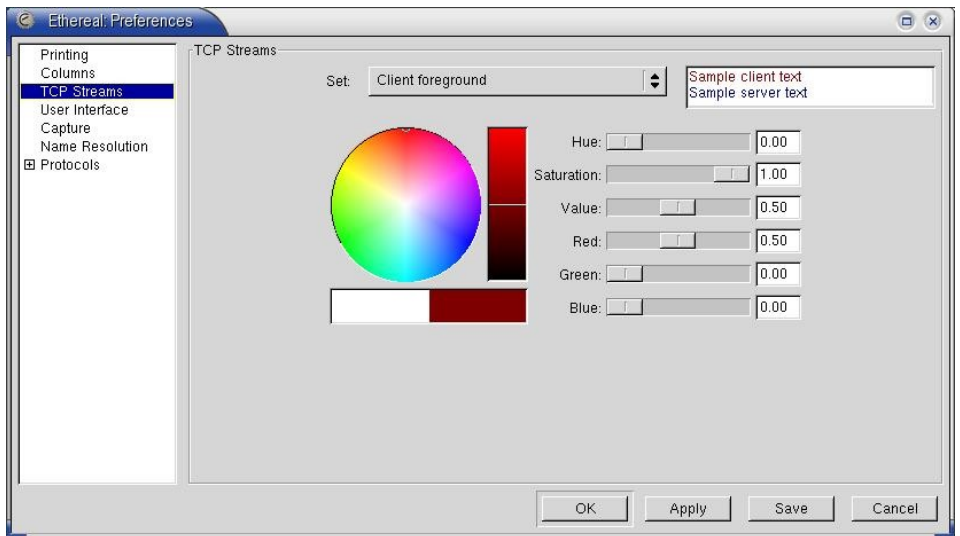 Ethereal: Preferences
Printing
Columns
TCP Streams
User Interface
Capture
Name Resolution
Protocols
TCP Streams
Set: Client foreground
Sample client text
Sample server text
Hue: 0.00
Saturation: 1.00
Value: 0.50
Red: 0.50
Green: 0.00
Blue: 0.00
OK Apply Save Cancel